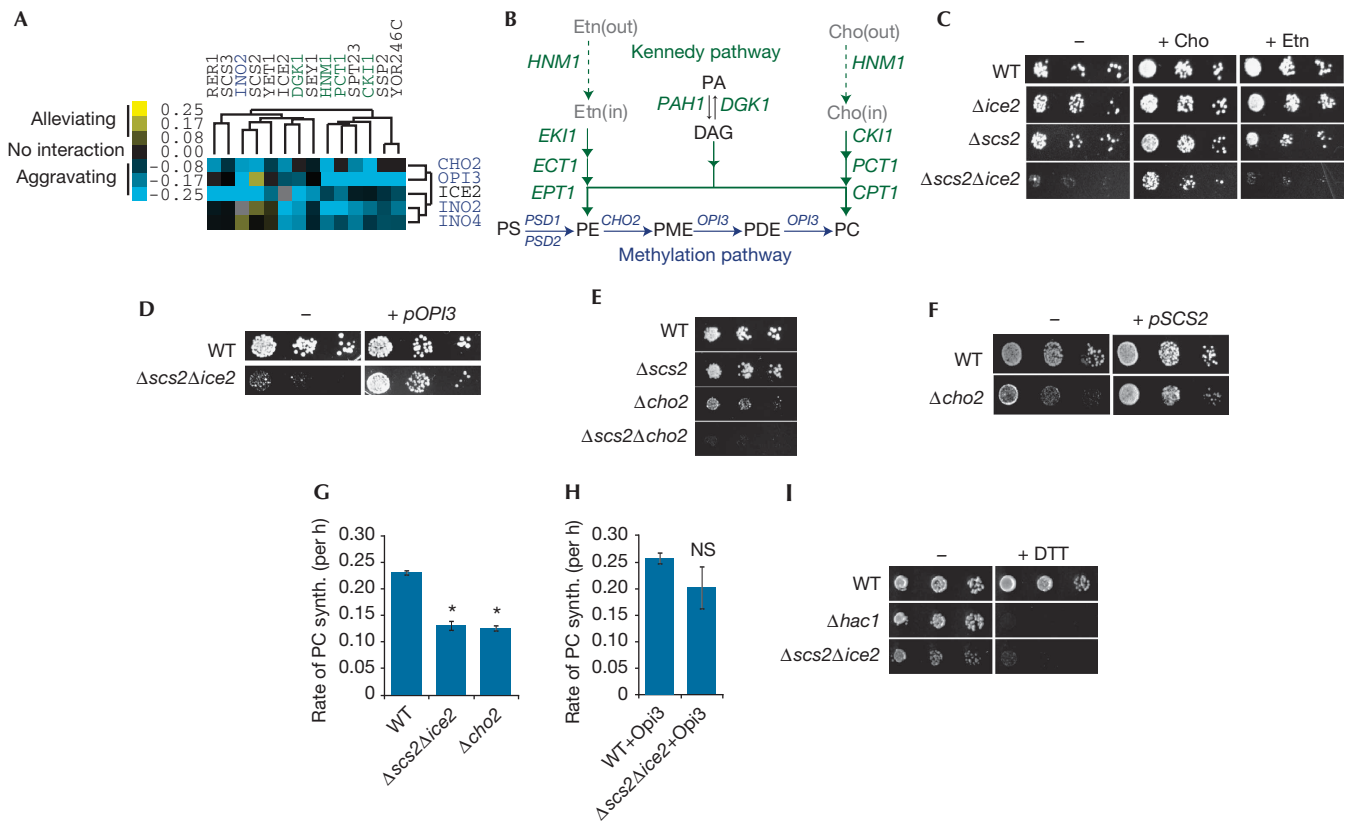 A
RER1
SCS3
INO2
SCS2
YET1
ICE2
DGK1
SEY1
HNM1
PCT1
SPT23
CKI1
SSP2
YOR246C
Alleviating
No interaction
Aggravating
0.25
0.17
0.08
0.00
−0.08
−0.17
−0.25
CHO2
OPI3
ICE2
INO2
INO4
B
Etn(out)
Cho(out)
Kennedy pathway
HNM1
HNM1
PA
PAH1
DGK1
Etn(in)
Cho(in)
DAG
EKI1
CKI1
ECT1
PCT1
EPT1
CPT1
PS
PSD1
PSD2
PE
CHO2
PME
OPI3
PDE
OPI3
PC
Methylation pathway
C
– + Cho + Etn
WT
Δice2
Δscs2
Δscs2Δice2
D
– + pOPI3
WT
Δscs2Δice2
E
WT
Δscs2
Δcho2
Δscs2Δcho2
F
– + pSCS2
WT
Δcho2
G
Rate of PC synth. (per h)
0.30
0.25
0.20
0.15
0.10
0.05
0
* *
WT
Δscs2Δice2
Δcho2
H
Rate of PC synth. (per h)
0.30
0.25
0.20
0.15
0.10
0.05
0
NS
WT+Opi3
Δscs2Δice2+Opi3
I
– + DTT
WT
Δhac1
Δscs2Δice2